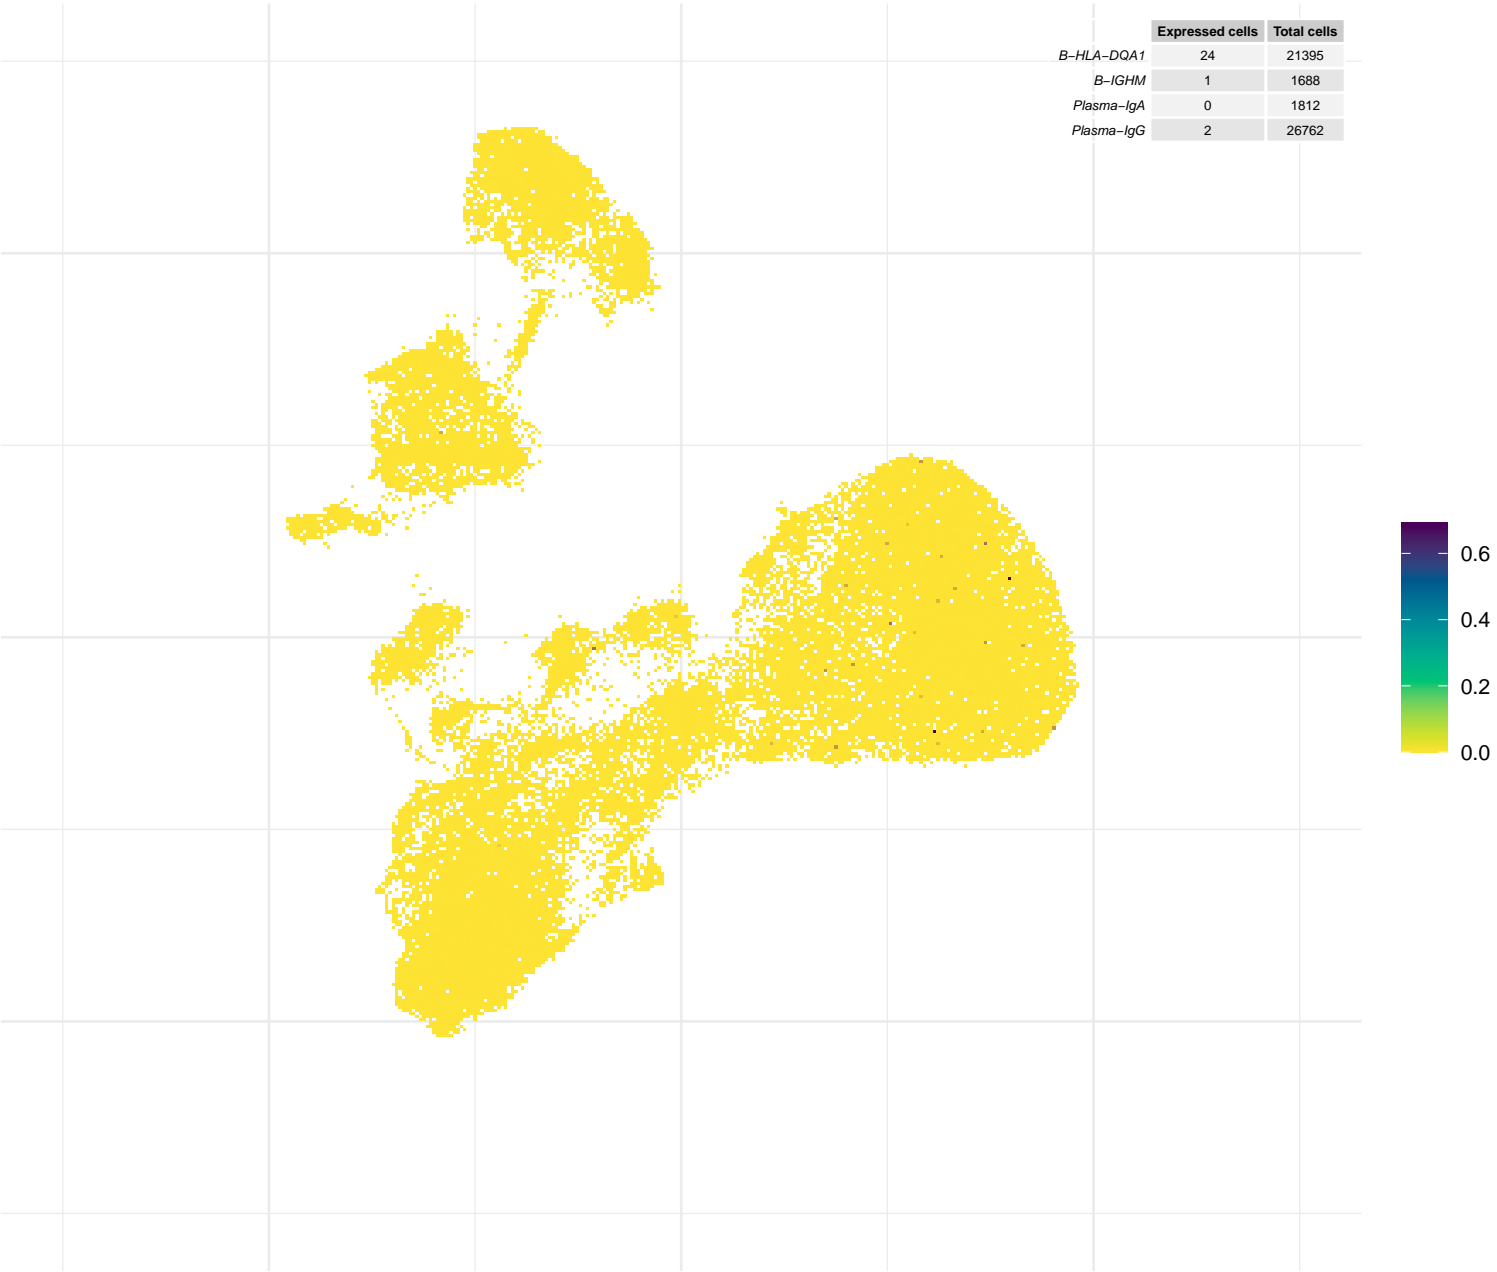 Expressed cells Total cells
B−HLA−DQA1 24 21395
B−IGHM 1 1688
Plasma−IgA 0 1812
Plasma−IgG 2 26762
0.6
0.4
0.2
0.0